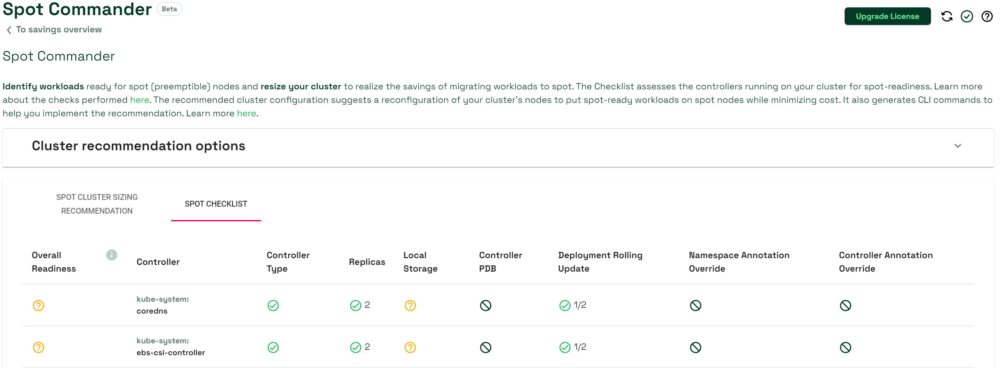 Spot Commander Beta
Upgrade License
To savings overview
Spot Commander
Identify workloads ready for spot (preemptible) nodes and resize your cluster to realize the savings of migrating workloads to spot. The Checklist assesses the controllers running on your cluster for spot-readiness. Learn more
about the checks performed here. The recommended cluster configuration suggests a reconfiguration of your cluster's nodes to put spot-ready workloads on spot nodes while minimizing cost. It also generates CLI commands to
help you implement the recommendation. Learn more here.
Cluster recommendation options
SPOT CLUSTER SIZING
RECOMMENDATION
SPOT CHECKLIST
Overall
Readiness
Controller
Controller
Type
Replicas
Local
Storage
Controller
PDB
Deployment Rolling
Update
Namespace Annotation
Override
Controller Annotation
Override
kube-system:
coredns
2
1/2
kube-system:
ebs-csi-controller
2
1/2